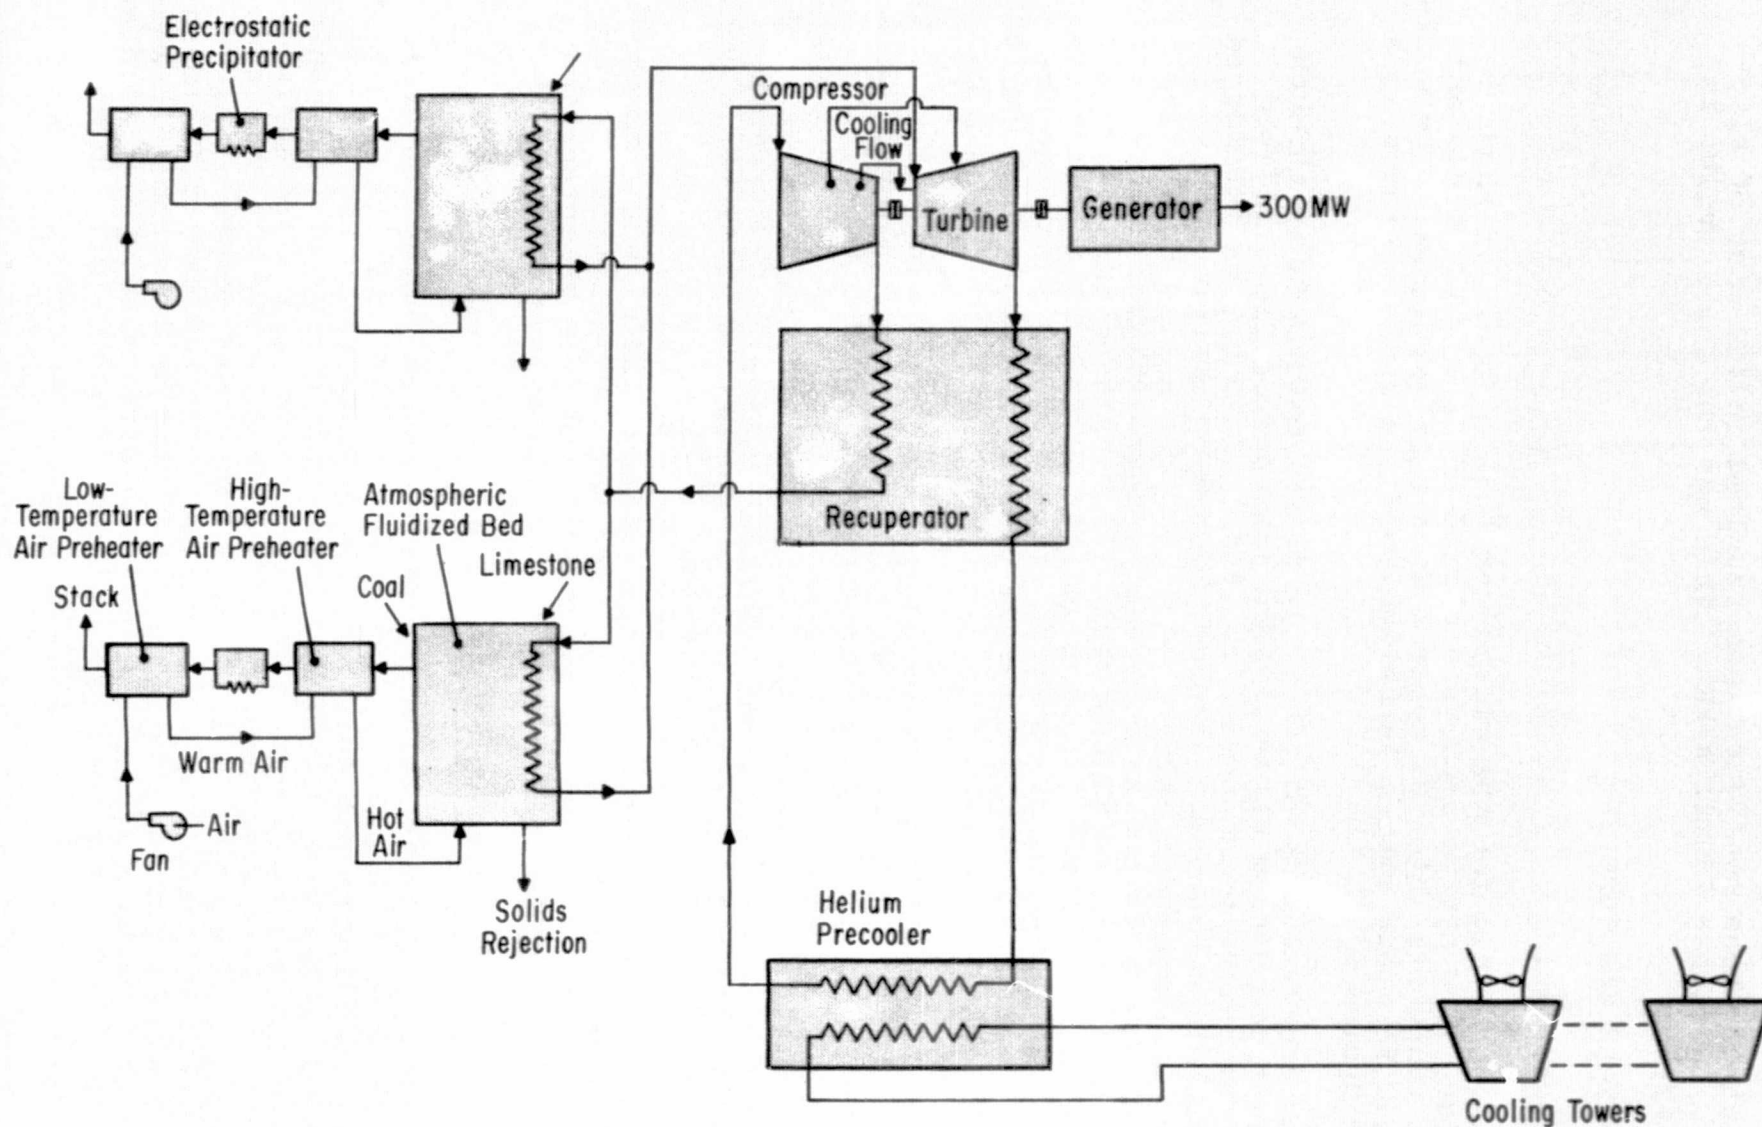 Electrostatic
Precipitator
Compressor
Cooling
Flow
Turbine
Generator
300 MW
Recuperator
Low-
Temperature
Air Preheater
High-
Temperature
Air Preheater
Atmospheric
Fluidized Bed
Limestone
Coal
Stack
Warm Air
Air
Fan
Hot
Air
Solids
Rejection
Helium
Precooler
Cooling Towers